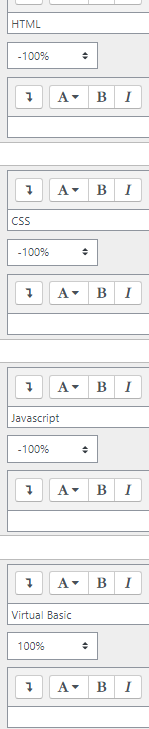 HTML
-100%
A B I
CSS
-100%
A B I
A B I
Javascript
-100%
A B I
A B I
Virtual Basic
100%
A B I